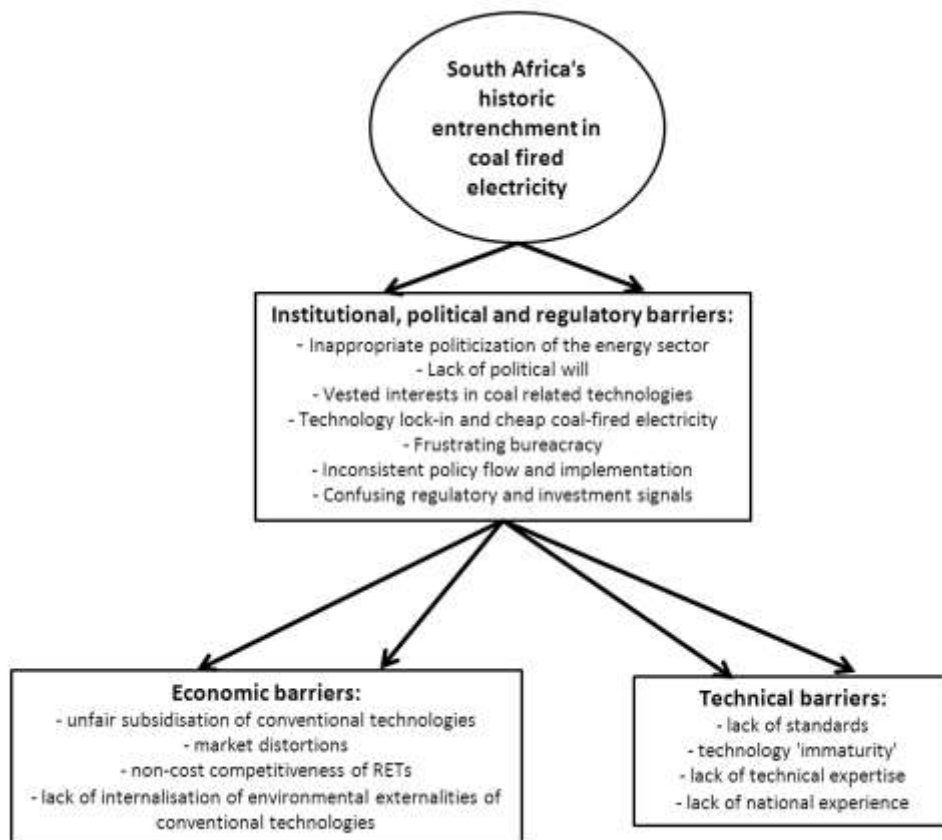 South Africa's
historic
entrenchment in
coal fired
electricity
Institutional, political and regulatory barriers:
- Inappropriate politicization of the energy sector
- Lack of political will
- Vested interests in coal related technologies
- Technology lock-in and cheap coal-fired electricity
- Frustrating bureacracy
- Inconsistent policy flow and implementation
- Confusing regulatory and investment signals
Economic barriers:
- unfair subsidisation of conventional technologies
- market distortions
- non-cost competitiveness of RETs
- lack of internalisation of environmental externalities of
conventional technologies
Technical barriers:
- lack of standards
- technology 'immaturity'
- lack of technical expertise
- lack of national experience